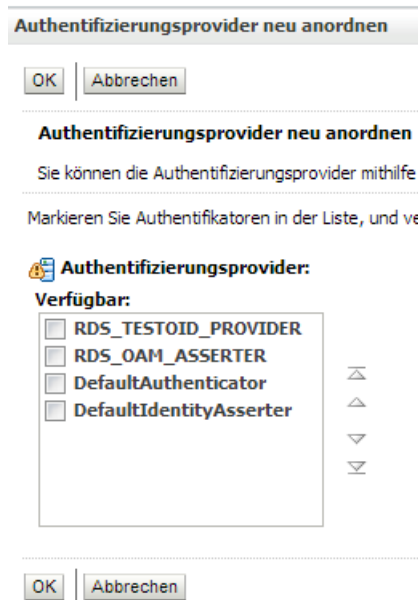 Authentifizierungsprovider neu anordnen
OK Abbrechen
Authentifizierungsprovider neu anordnen
Sie können die Authentifizierungsprovider mithilfe
Markieren Sie Authentifikatoren in der Liste, und ve
Authentifizierungsprovider:
Verfügbar:
RDS_TESTOID_PROVIDER
RDS_OAM_ASSERTER
DefaultAuthenticator
DefaultIdentityAsserter
OK Abbrechen